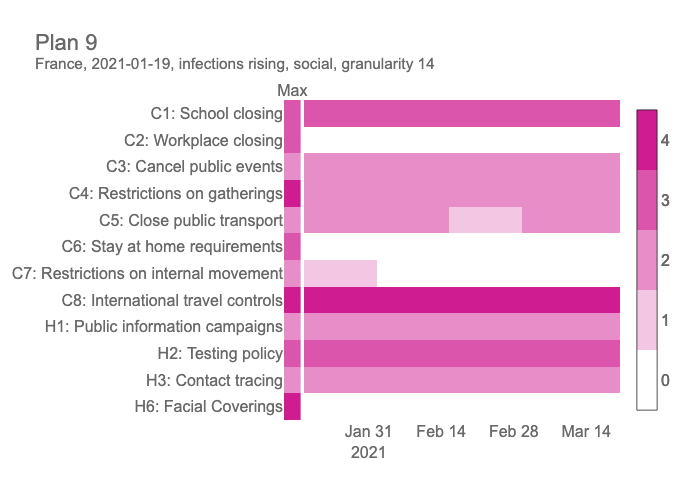 Plan 9
France, 2021-01-19, infections rising, social, granularity 14
Max
C1: School closing
C2: Workplace closing
C3: Cancel public events
C4: Restrictions on gatherings
C5: Close public transport
C6: Stay at home requirements
C7: Restrictions on internal movement
C8: International travel controls
H1: Public information campaigns
H2: Testing policy
H3: Contact tracing
H6: Facial Coverings
Jan 31 Feb 14 Feb 28 Mar 14
2021
4
3
2
1
0